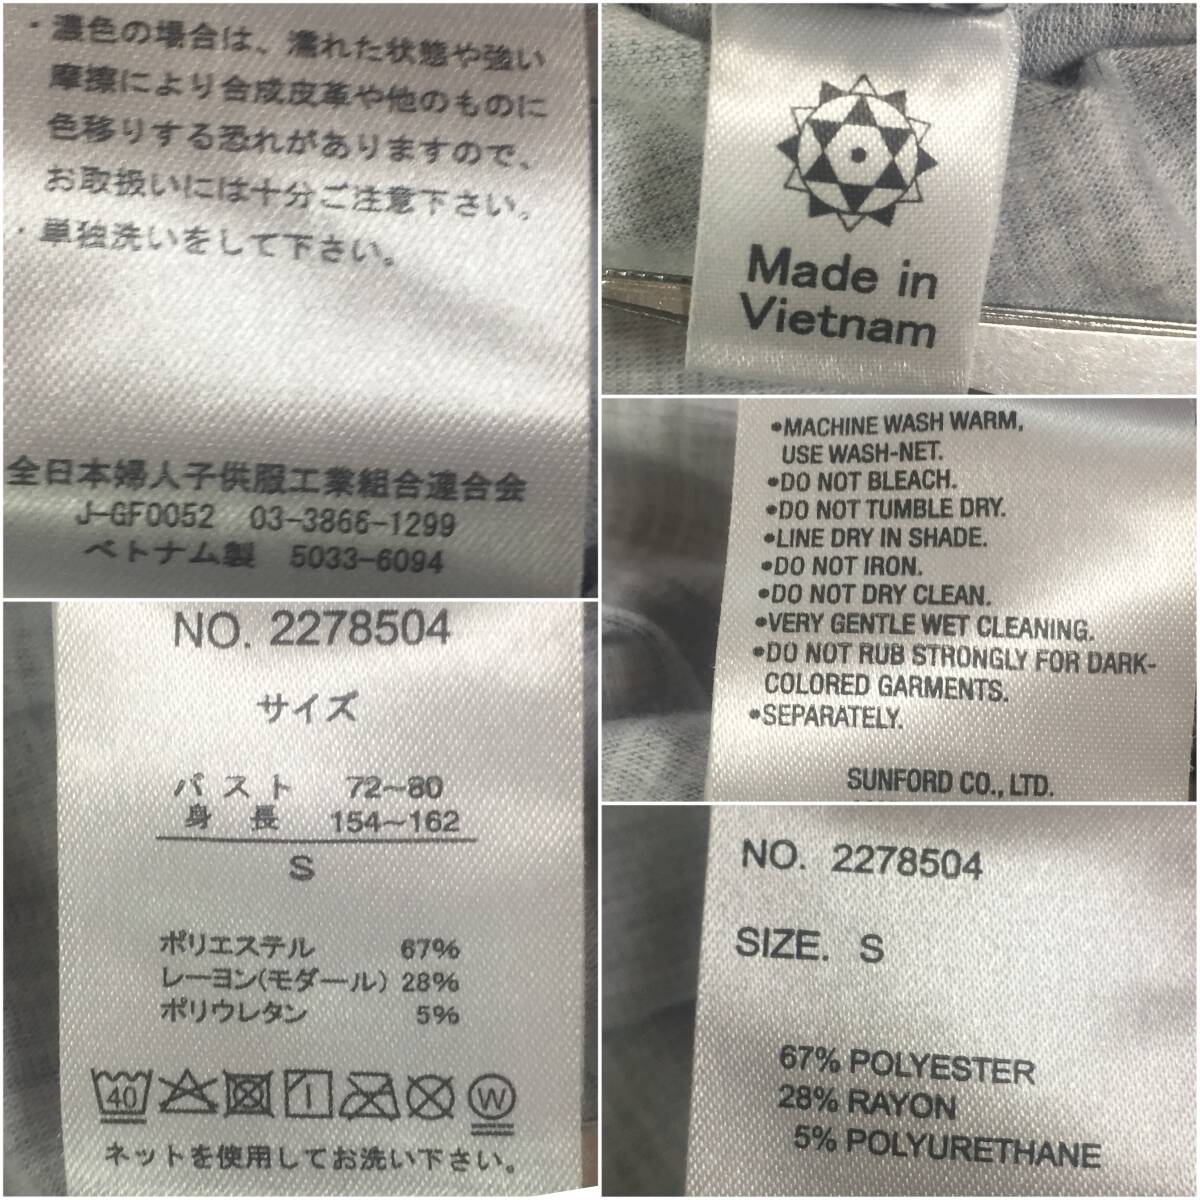 ・濃色の場合は、濡れた状態や強い
摩擦により合成皮革や他のものに
色移りする恐れがありますので、
お取扱いには十分ご注意下さい。
・単独洗いをして下さい。
全日本婦人子供服工業組合連合会
J-GF0052 03-3866-1299
ベトナム製 5033-6094
Made in
Vietnam
•MACHINE WASH WARM,
USE WASH-NET.
•DO NOT BLEACH.
•DO NOT TUMBLE DRY.
•LINE DRY IN SHADE.
•DO NOT IRON.
•DO NOT DRY CLEAN.
•VERY GENTLE WET CLEANING.
•DO NOT RUB STRONGLY FOR DARK-
COLORED GARMENTS.
•SEPARATELY.
SUNFORD CO., LTD.
NO. 2278504
サイズ
バスト 72~80
身長 154~162
S
ポリエステル 67%
レーヨン(モダール) 28%
ポリウレタン 5%
40 W
ネットを使用してお洗い下さい。
NO. 2278504
SIZE. S
67% POLYESTER
28% RAYON
5% POLYURETHANE